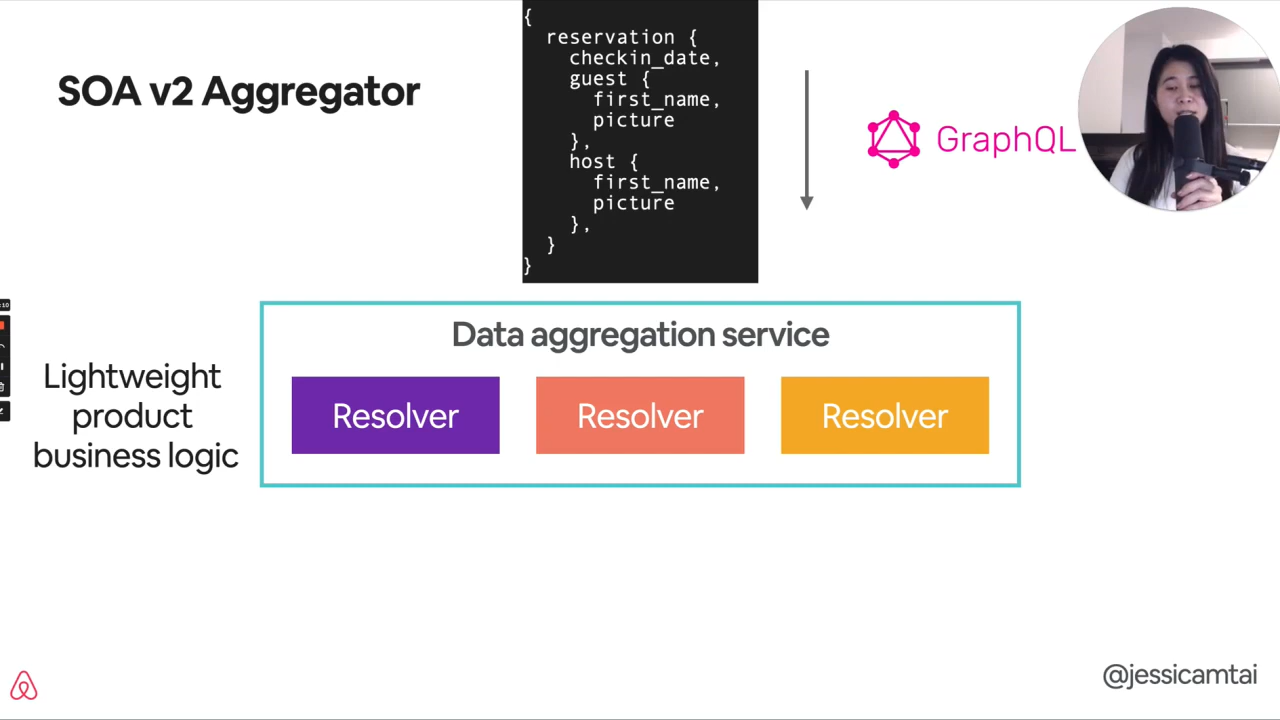 SOA v2 Aggregator
{
reservation {
checkin_date,
guest {
first_name,
picture
},
host {
first_name,
picture
},
}
}
GraphQL
Data aggregation service
Resolver
Resolver
Resolver
Lightweight
product
business logic
@jessicamtai